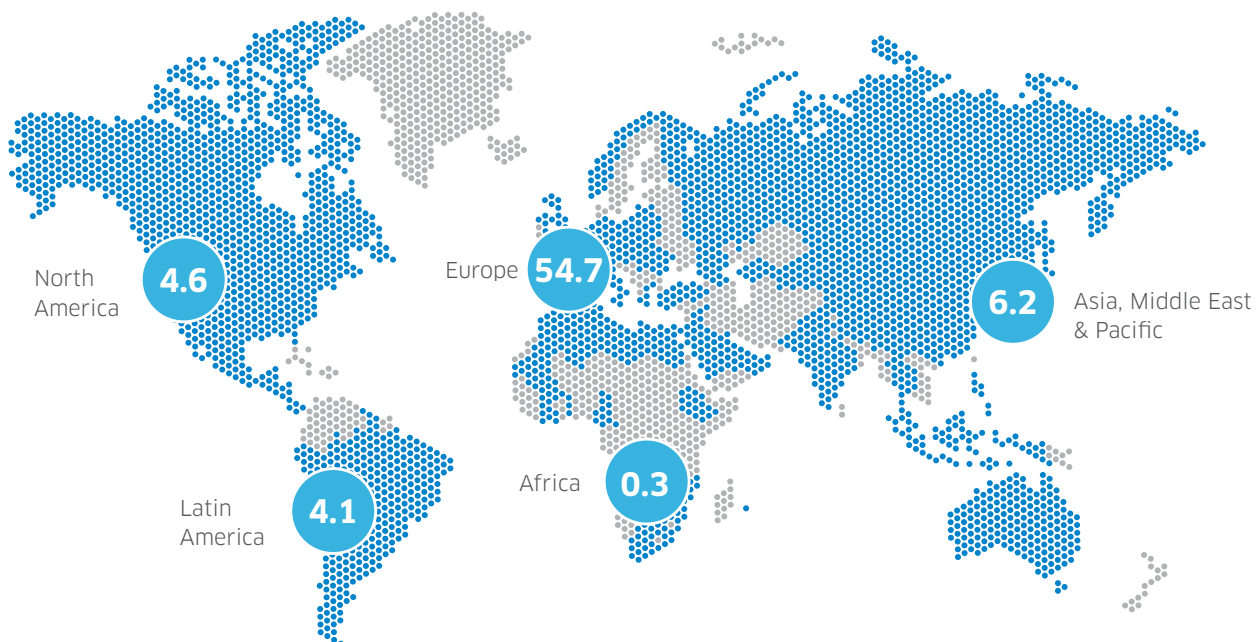 North
America
4.6
Europe
54.7
6.2
Asia, Middle East
& Pacific
Latin
America
4.1
Africa
0.3